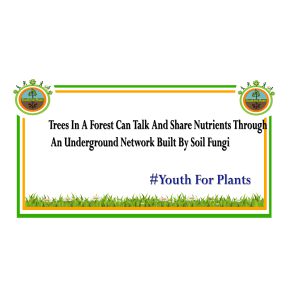 Trees In A Forest Can Talk And Share Nutrients Through
An Underground Network Built By Soil Fungi
#Youth For Plants